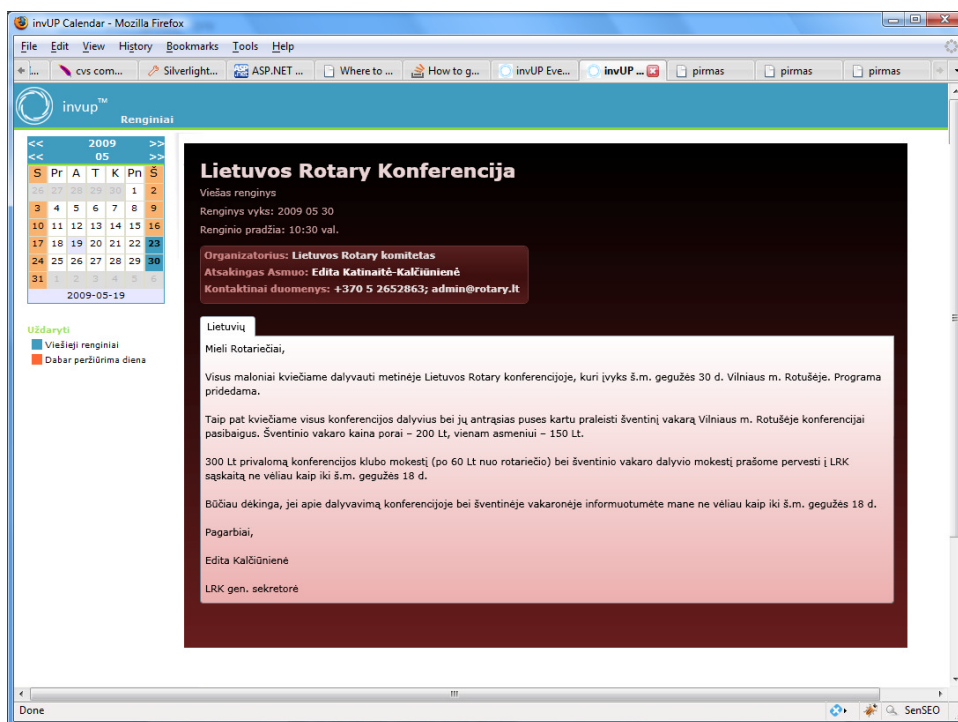 invUP Calendar - Mozilla Firefox
File Edit View History Bookmarks Tools Help
cvs com... Silverlight... ASP.NET ... Where to ... How to g... invUP Eve... invUP ... pirmas pirmas pirmas
invup™
Renginiai
<< 2009 >>
<< 05 >>
S Pr A T K Pn Š
26 27 28 29 30 1 2
3 4 5 6 7 8 9
10 11 12 13 14 15 16
17 18 19 20 21 22 23
24 25 26 27 28 29 30
31 1 2 3 4 5 6
2009-05-19
Uždaryti
Viešieji renginiai
Dabar peržiūrima diena
Lietuvos Rotary Konferencija
Viešas renginys
Renginys vyks: 2009 05 30
Renginio pradžia: 10:30 val.
Organizatorius: Lietuvos Rotary komitetas
Atsakingas Asmuo: Edita Katinaitė-Kalčiūnienė
Kontaktinai duomenys: +370 5 2652863; admin@rotary.lt
Lietuvių
Mieli Rotariečiai,
Visus maloniai kviečiame dalyvauti metinėje Lietuvos Rotary konferencijoje, kuri įvyks š.m. gegužės 30 d. Vilniaus m. Rotušėje. Programa
pridedama.
Taip pat kviečiame visus konferencijos dalyvius bei jų antrąsias puses kartu praleisti šventinį vakarą Vilniaus m. Rotušėje konferencijai
pasibaigus. Šventinio vakaro kaina porai – 200 Lt, vienam asmeniui – 150 Lt.
300 Lt privalomą konferencijos klubo mokestį (po 60 Lt nuo rotariečio) bei šventinio vakaro dalyvio mokestį prašome pervesti į LRK
sąskaitą ne vėliau kaip iki š.m. gegužės 18 d.
Būčiau dėkinga, jei apie dalyvavimą konferencijoje bei šventinėje vakaronėje informuotumėte mane ne vėliau kaip iki š.m. gegužės 18 d.
Pagarbiai,
Edita Kalčiūnienė
LRK gen. sekretorė
Done
SenSEO